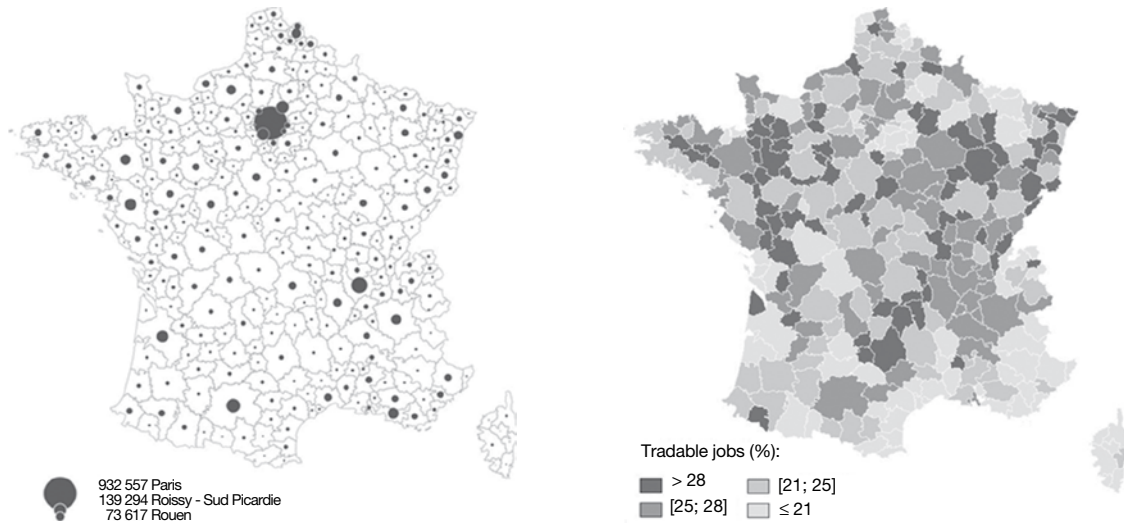 932 557 Paris
139 294 Roissy - Sud Picardie
73 617 Rouen
Tradable jobs (%):
> 28
[21; 25]
[25; 28]
≤ 21